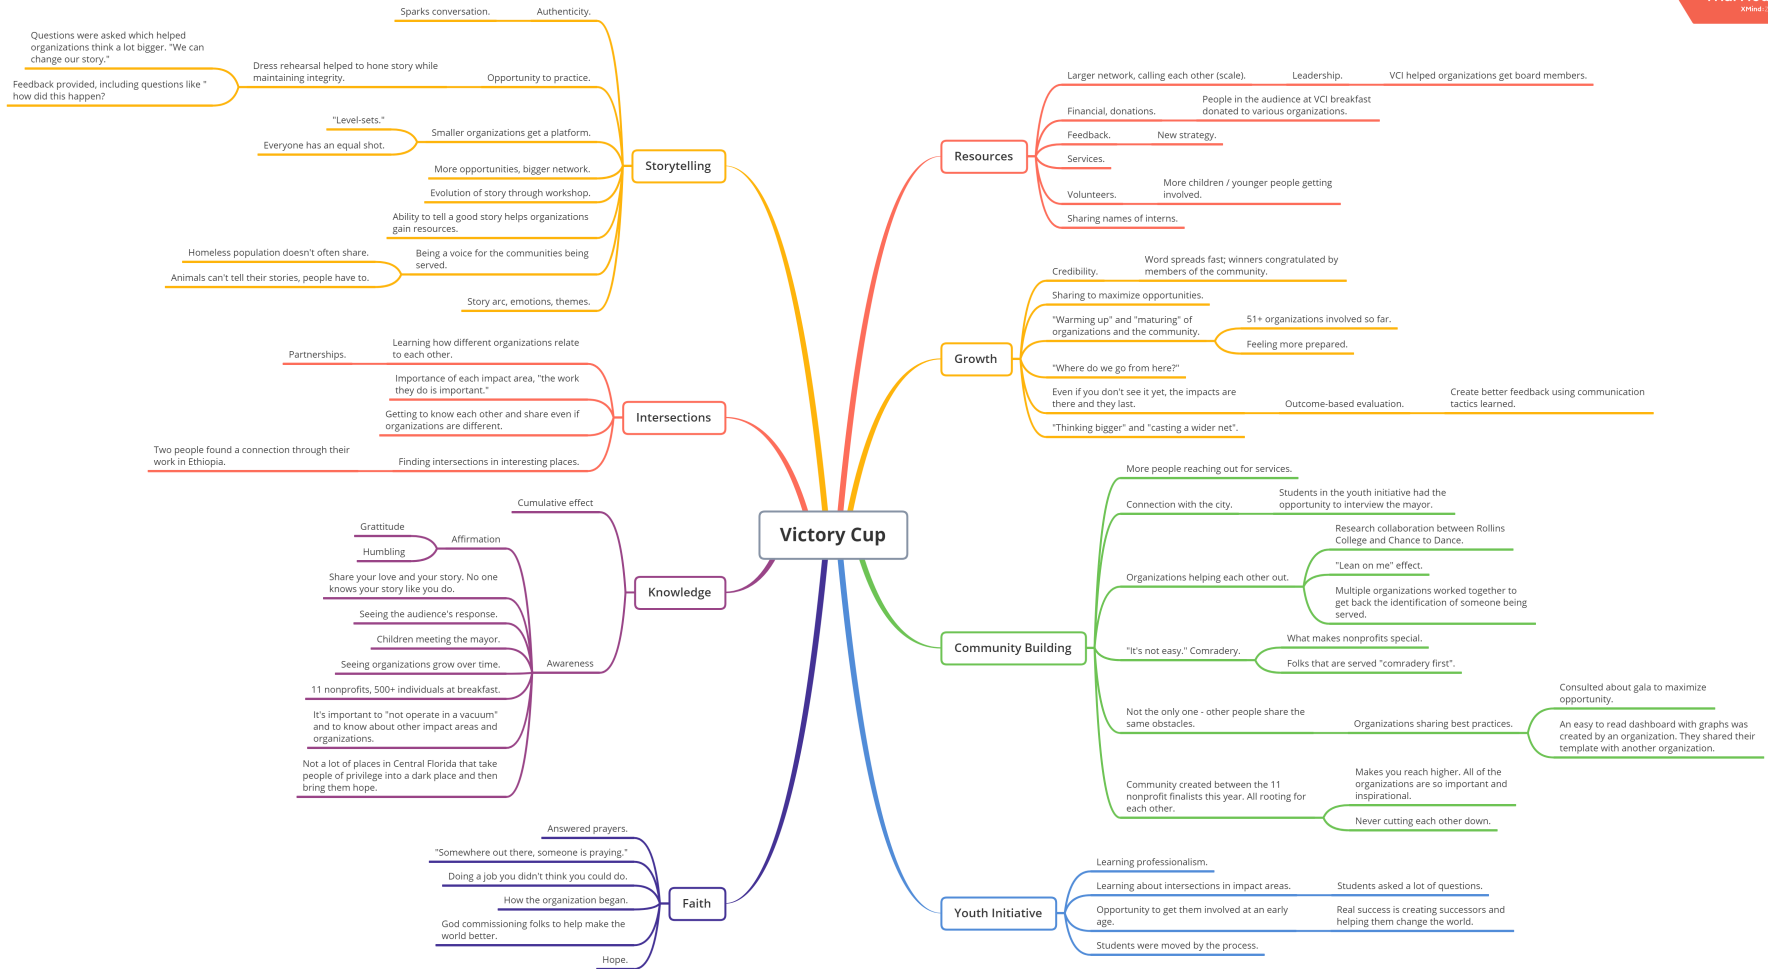 Victory Cup
Resources
Larger network, calling each other (scale).
Leadership.
VCI helped organizations get board members.
Financial, donations.
People in the audience at VCI breakfast
donated to various organizations.
Feedback.
New strategy.
Services.
Volunteers.
More children / younger people getting
involved.
Sharing names of interns.
Growth
Credibility.
Word spreads fast; winners congratulated by
members of the community.
Sharing to maximize opportunities.
"Warming up" and "maturing" of
organizations and the community.
51+ organizations involved so far.
Feeling more prepared.
"Where do we go from here?"
Even if you don't see it yet, the impacts are
there and they last.
Outcome-based evaluation.
Create better feedback using communication
tactics learned.
"Thinking bigger" and "casting a wider net".
Community Building
More people reaching out for services.
Connection with the city.
Students in the youth initiative had the
opportunity to interview the mayor.
Organizations helping each other out.
Research collaboration between Rollins
College and Chance to Dance.
"Lean on me" effect.
Multiple organizations worked together to
get back the identification of someone being
served.
"It's not easy." Comradery.
What makes nonprofits special.
Folks that are served "comradery first".
Not the only one - other people share the
same obstacles.
Organizations sharing best practices.
Consulted about gala to maximize
opportunity.
An easy to read dashboard with graphs was
created by an organization. They shared their
template with another organization.
Community created between the 11
nonprofit finalists this year. All rooting for
each other.
Makes you reach higher. All of the
organizations are so important and
inspirational.
Never cutting each other down.
Youth Initiative
Learning professionalism.
Learning about intersections in impact areas.
Students asked a lot of questions.
Opportunity to get them involved at an early
age.
Real success is creating successors and
helping them change the world.
Students were moved by the process.
Storytelling
Authenticity.
Sparks conversation.
Opportunity to practice.
Dress rehearsal helped to hone story while
maintaining integrity.
Questions were asked which helped
organizations think a lot bigger. "We can
change our story."
Feedback provided, including questions like "
how did this happen?
Smaller organizations get a platform.
"Level-sets."
Everyone has an equal shot.
More opportunities, bigger network.
Evolution of story through workshop.
Ability to tell a good story helps organizations
gain resources.
Being a voice for the communities being
served.
Homeless population doesn't often share.
Animals can't tell their stories, people have to.
Story arc, emotions, themes.
Intersections
Learning how different organizations relate
to each other.
Partnerships.
Importance of each impact area, "the work
they do is important."
Getting to know each other and share even if
organizations are different.
Finding intersections in interesting places.
Two people found a connection through their
work in Ethiopia.
Knowledge
Cumulative effect
Awareness
Affirmation
Grattitude
Humbling
Share your love and your story. No one
knows your story like you do.
Seeing the audience's response.
Children meeting the mayor.
Seeing organizations grow over time.
11 nonprofits, 500+ individuals at breakfast.
It's important to "not operate in a vacuum"
and to know about other impact areas and
organizations.
Not a lot of places in Central Florida that take
people of privilege into a dark place and then
bring them hope.
Faith
Answered prayers.
"Somewhere out there, someone is praying."
Doing a job you didn't think you could do.
How the organization began.
God commissioning folks to help make the
world better.
Hope.
XMind